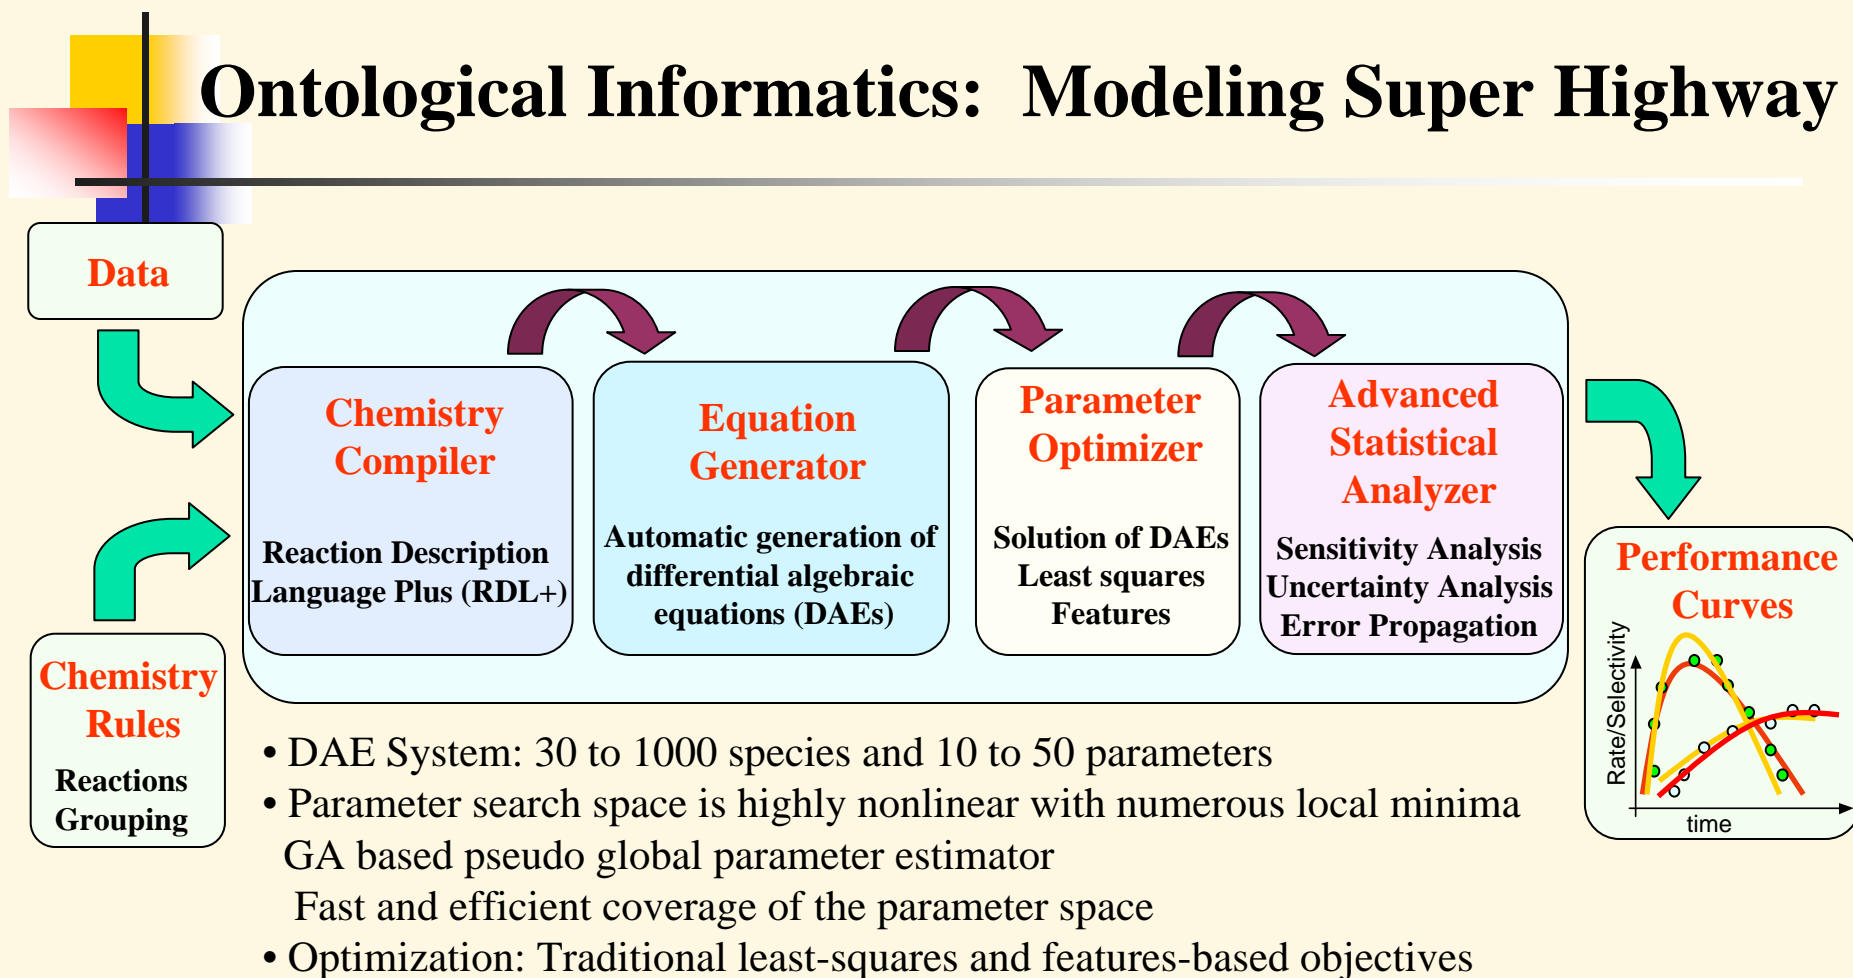 Ontological Informatics: Modeling Super Highway
Data
Chemistry
Compiler
Reaction Description
Language Plus (RDL+)
Equation
Generator
Automatic generation of
differential algebraic
equations (DAEs)
Parameter
Optimizer
Solution of DAEs
Least squares
Features
Advanced
Statistical
Analyzer
Sensitivity Analysis
Uncertainty Analysis
Error Propagation
Performance
Curves
Rate/Selectivity
time
Chemistry
Rules
Reactions
Grouping
• DAE System: 30 to 1000 species and 10 to 50 parameters
• Parameter search space is highly nonlinear with numerous local minima
GA based pseudo global parameter estimator
Fast and efficient coverage of the parameter space
• Optimization: Traditional least-squares and features-based objectives